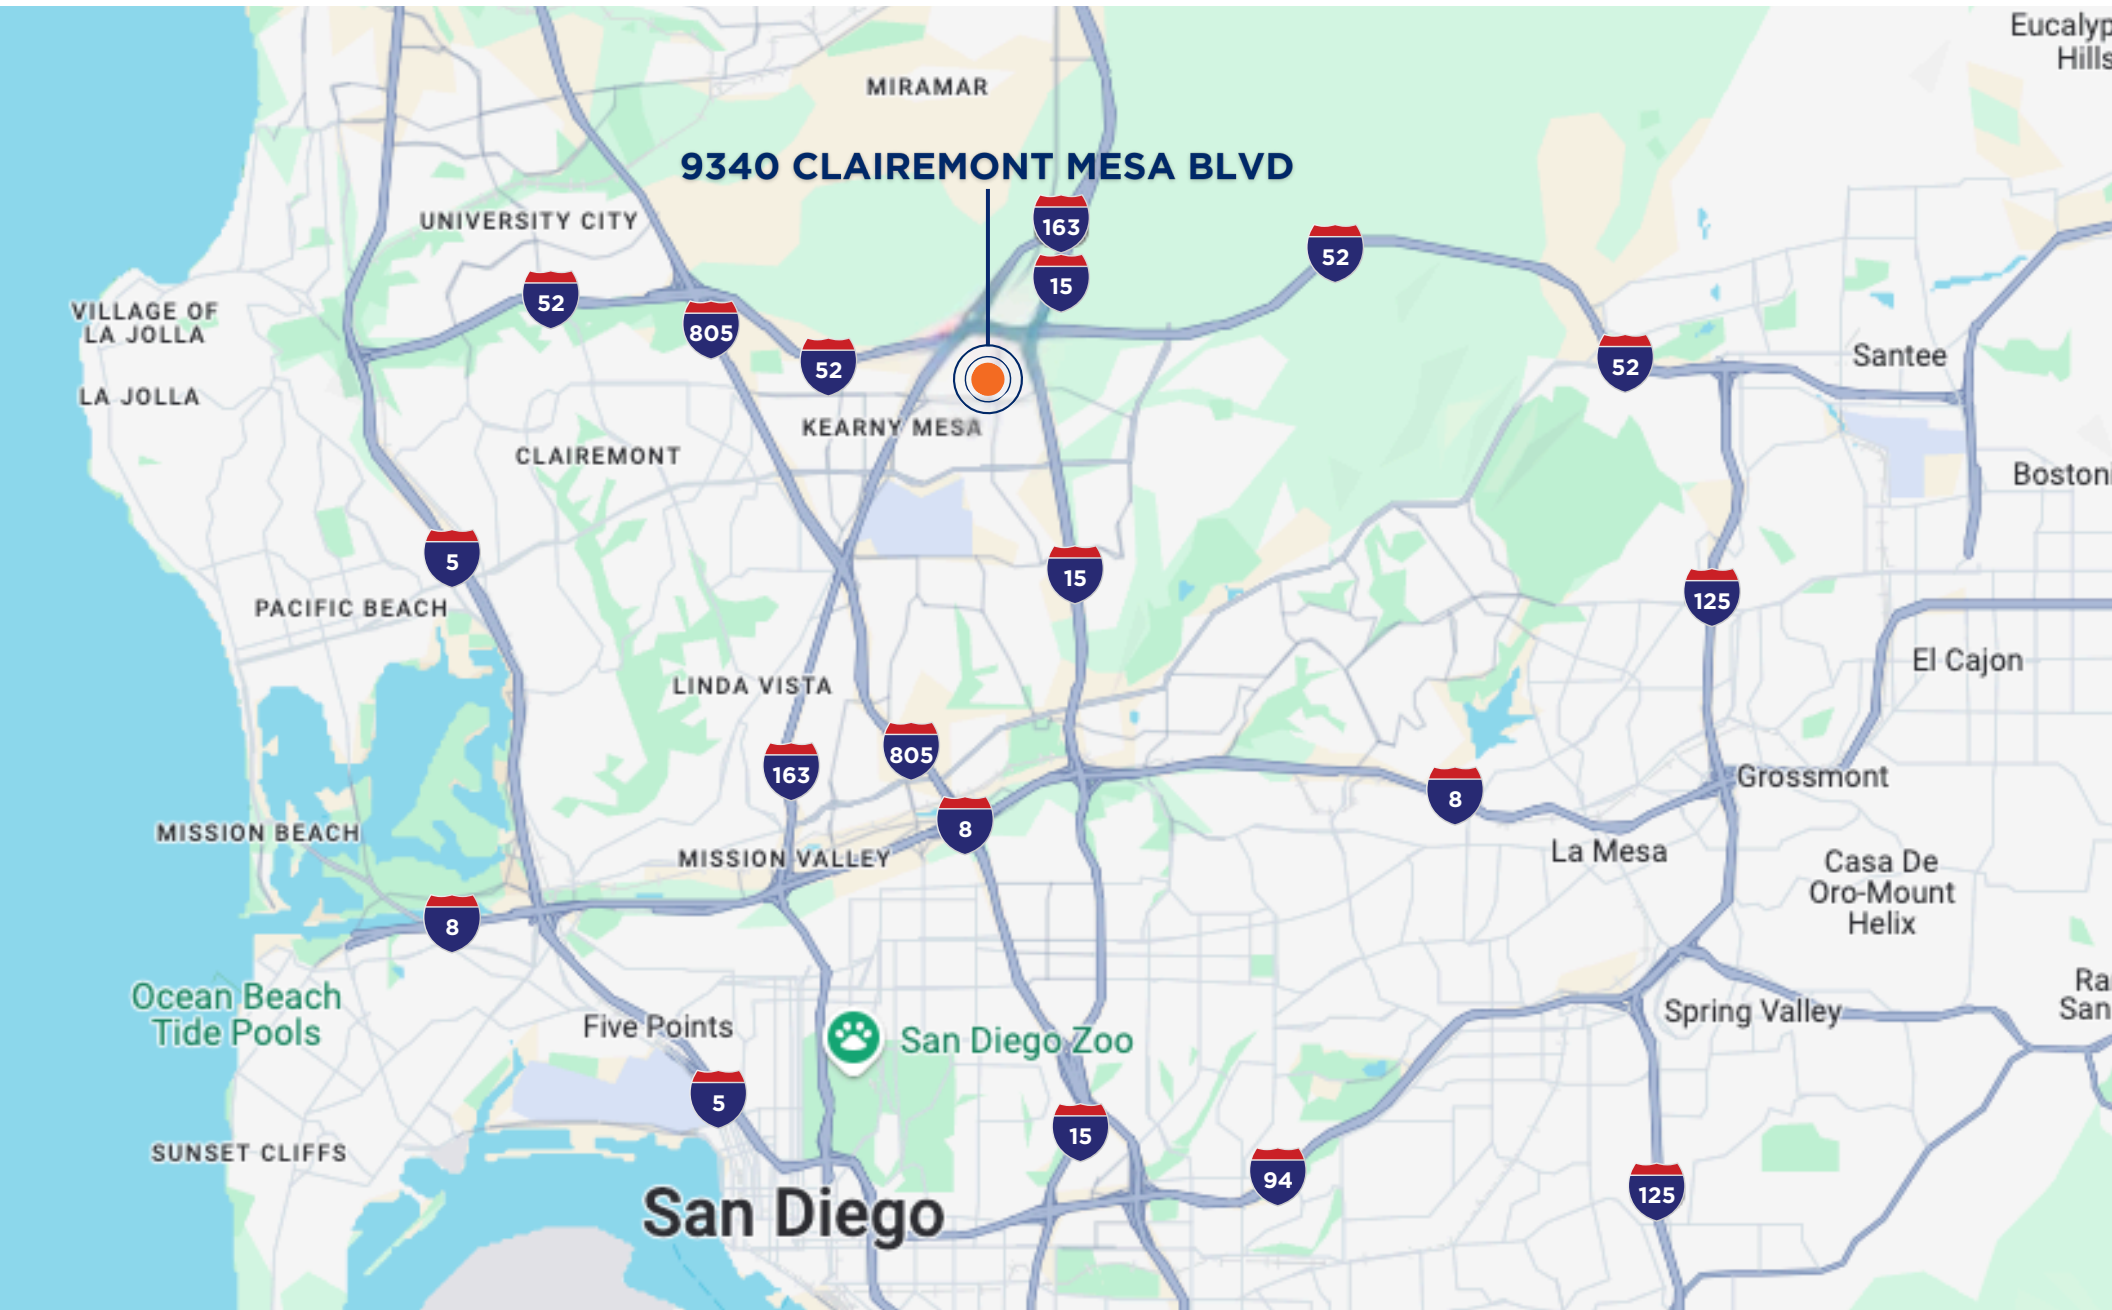 Eucalyp
Hills
MIRAMAR
9340 CLAIREMONT MESA BLVD
163
UNIVERSITY CITY
52
15
52
VILLAGE OF
LA JOLLA
805
52
52
Santee
LA JOLLA
KEARNY MESA
CLAIREMONT
Bostoni
5
15
125
PACIFIC BEACH
El Cajon
LINDA VISTA
805
163
Grossmont
8
8
MISSION BEACH
MISSION VALLEY
La Mesa
Casa De
Oro-Mount
Helix
8
Ocean Beach
Tide Pools
Five Points
San Diego Zoo
Spring Valley
Ra
San
5
15
SUNSET CLIFFS
94
125
San Diego